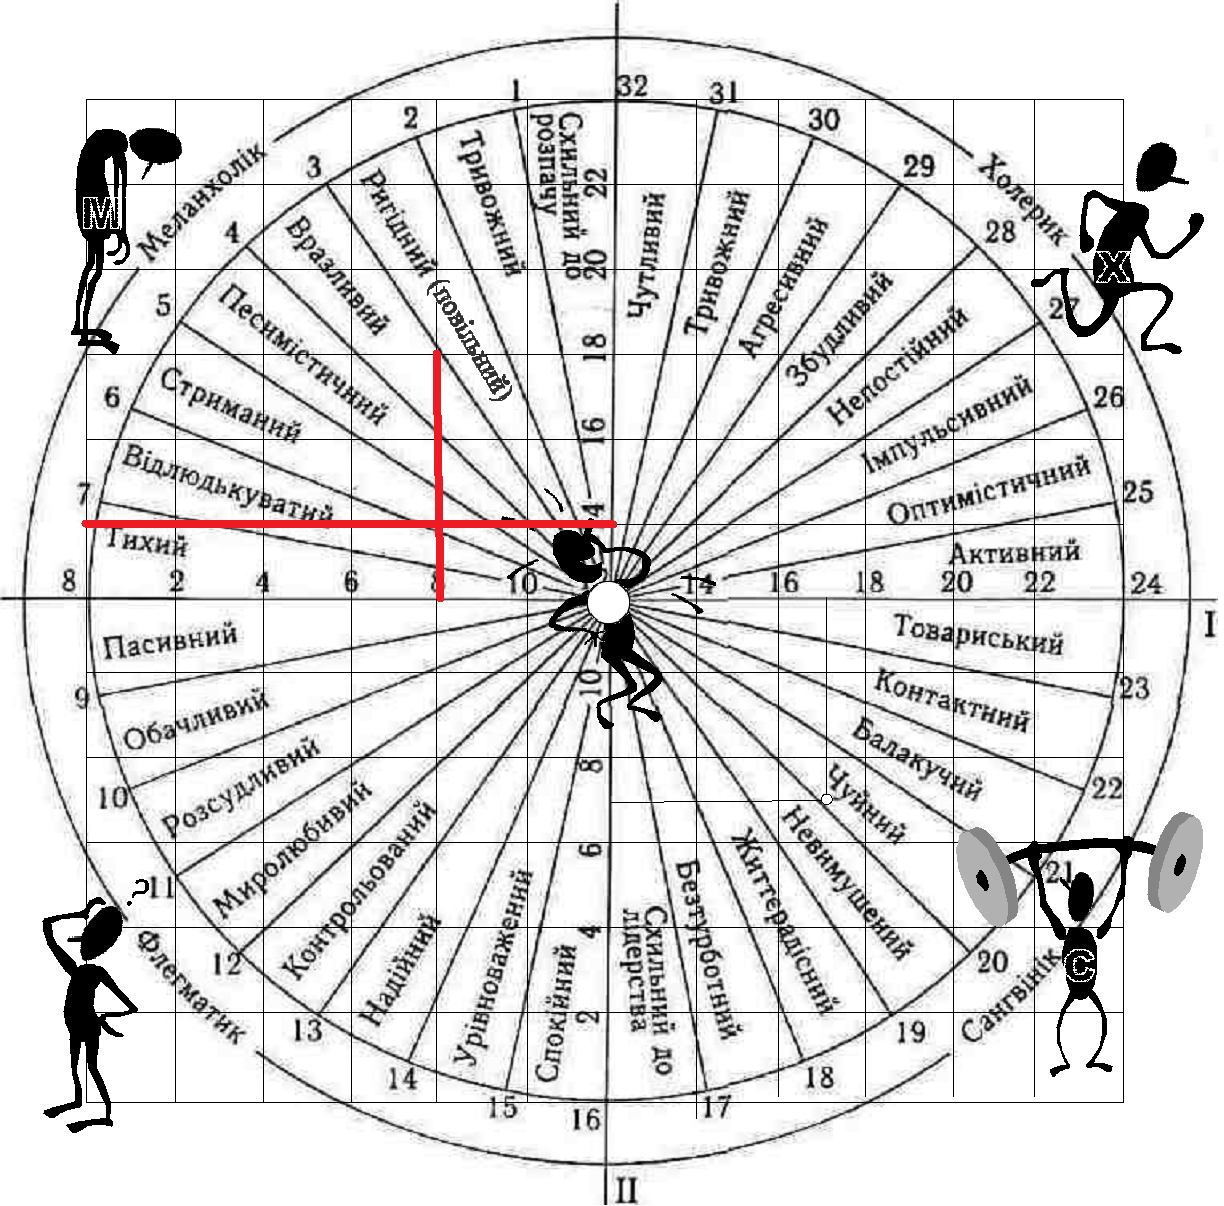 32
31
30
29
28
27
26
25
24
I
23
22
21
20
19
18
17
16
II
15
14
13
12
11
10
9
8
7
6
5
4
3
2
1
Меланхолік
М
Холерик
Х
Флегматик
?
Сангвінік
С
Схильний до
розпачу
Тривожний
Ригідний (повільний)
Вразливий
Песимістичний
Стриманий
Відлюдькуватий
Тихий
Чутливий
Тривожний
Агресивний
Збудливий
Непостійний
Імпульсивний
Оптимістичний
Активний
Товариський
Контактний
Балакучий
Чуйний
Невимушений
Життєрадісний
Безтурботний
Схильний до
лідерства
Пасивний
Обачливий
Розсудливий
Миролюбивий
Контрольований
Надійний
Урівноважений
Спокійний
22
20
18
16
14
10
8
6
4
2
2
4
6
8
10
14
16
18
20
22